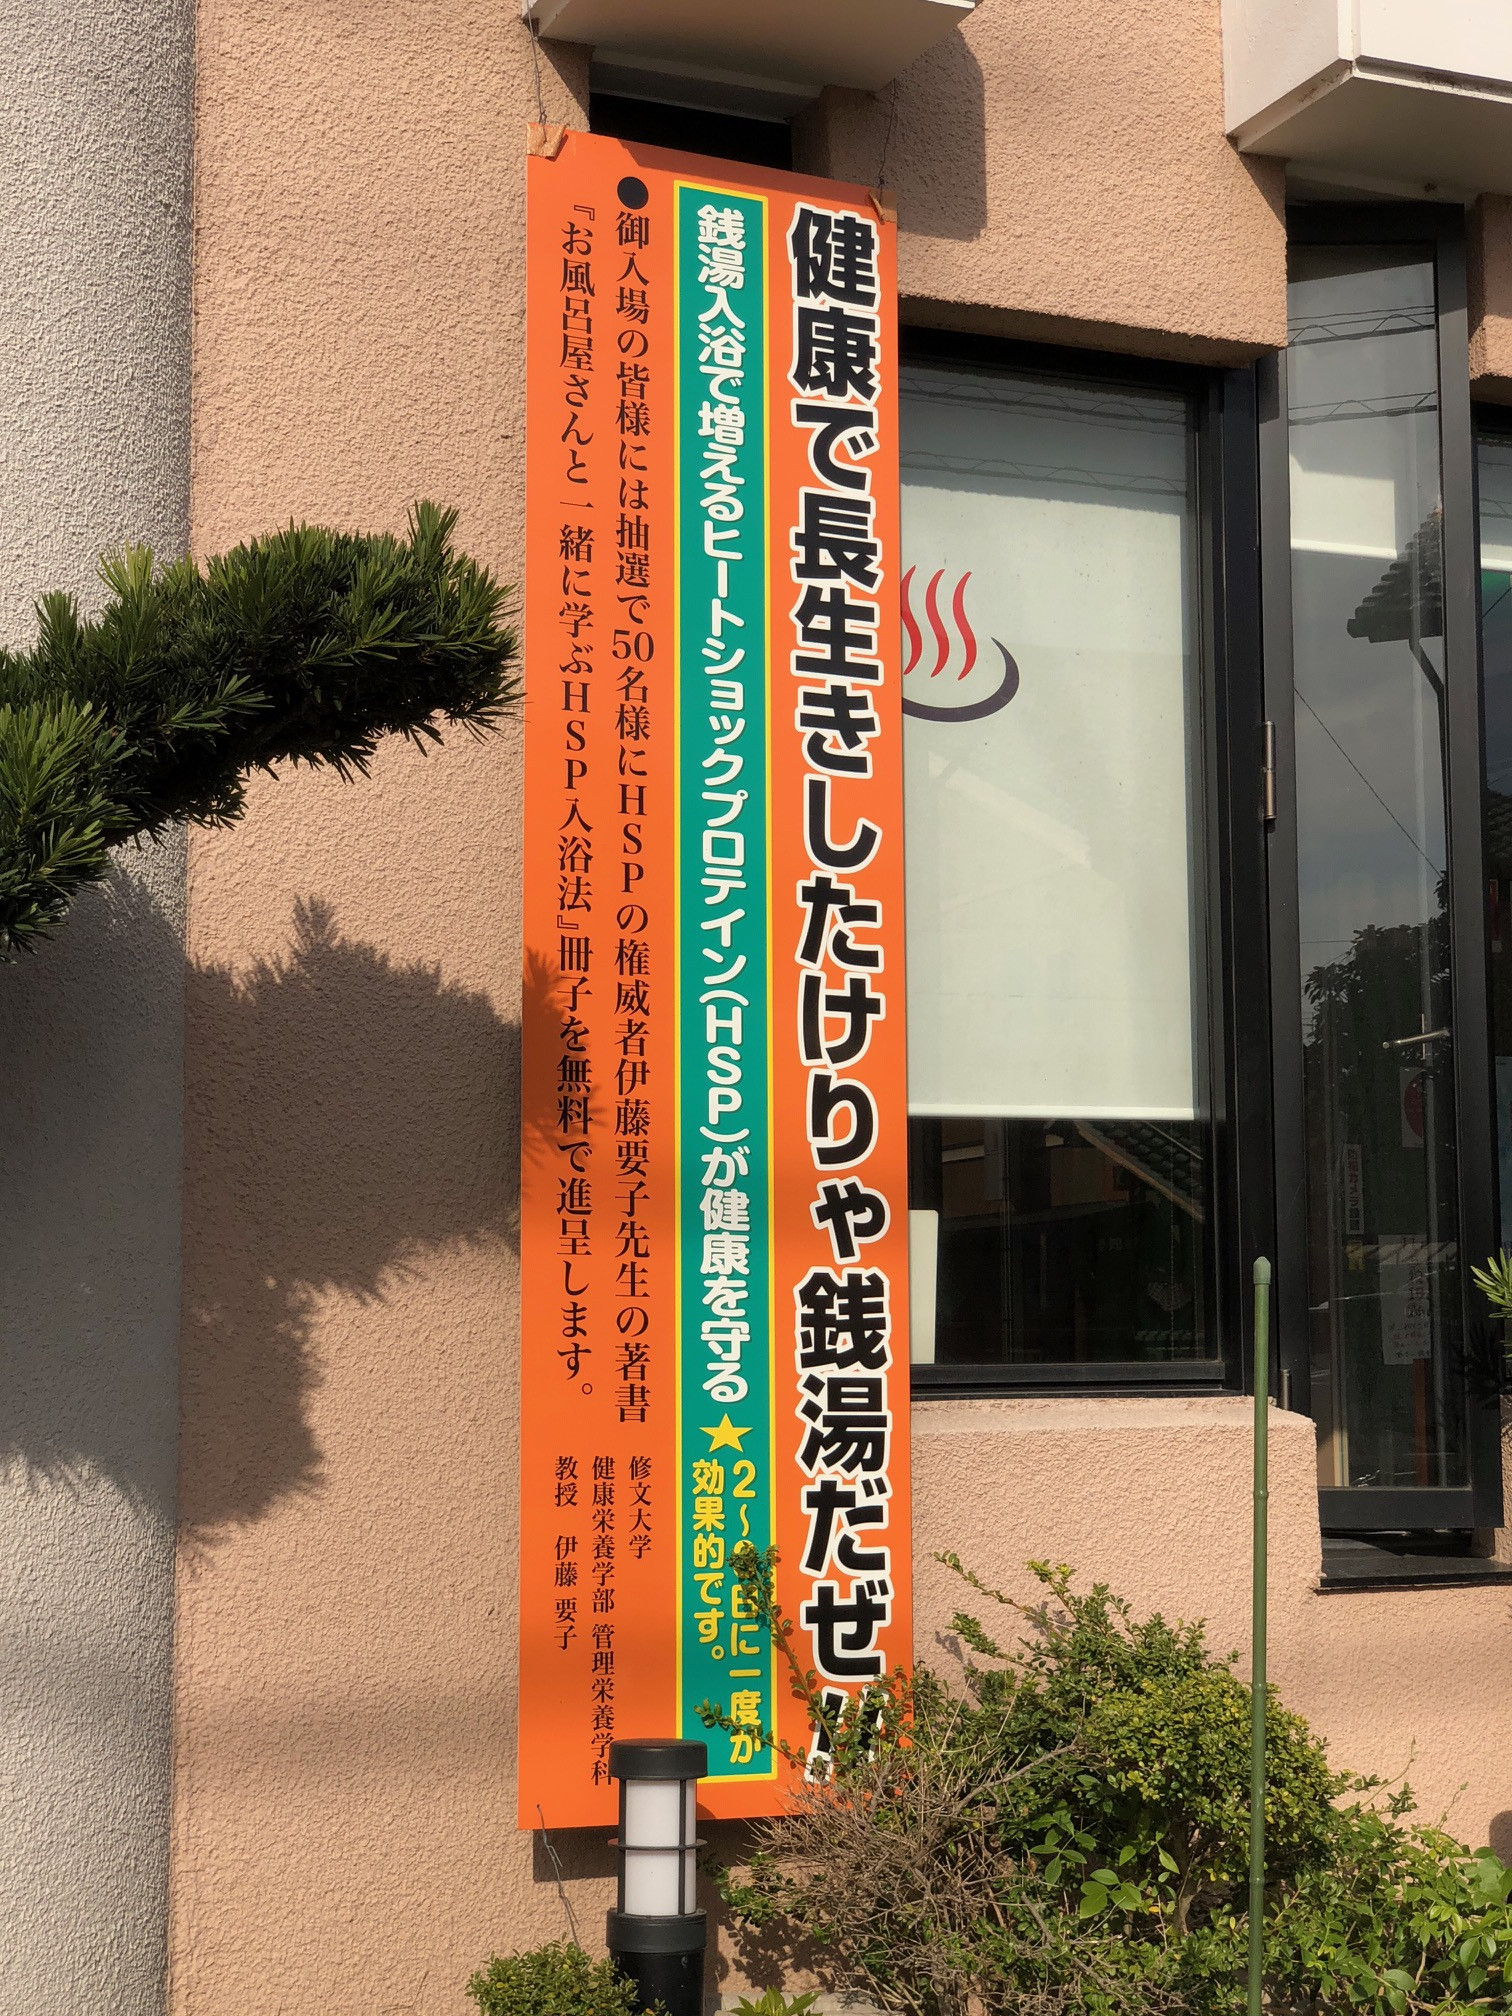 健康で長生きしたけりゃ銭湯だぜ!!
銭湯入浴で増えるヒートショックプロテイン(HSP)が健康を守る
★2〜 日に一度が
効果的です。
●御入場の皆様には抽選で50名様にHSPの権威者伊藤要子先生の著書
『お風呂屋さんと一緒に学ぶHSP入浴法』冊子を無料で進呈します。
修文大学
健康栄養学部 管理栄養学科
教授 伊藤 要子